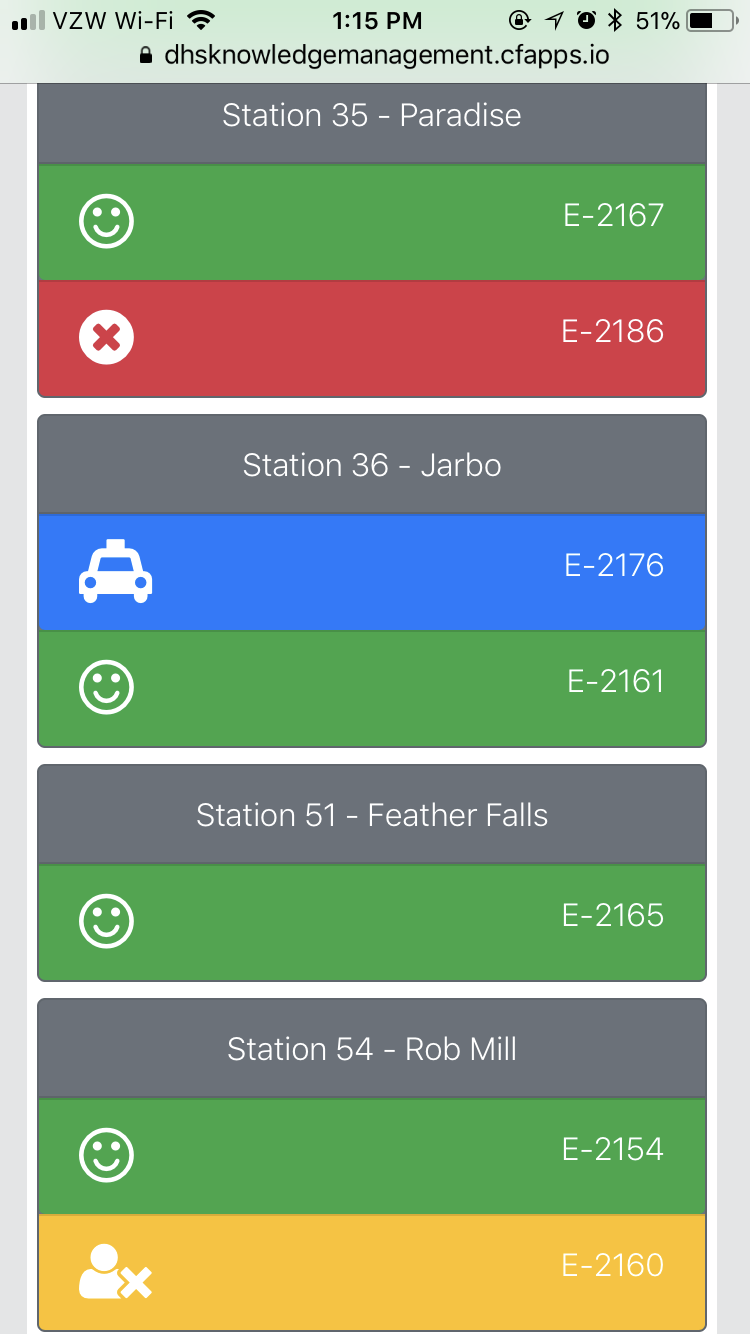 VZW Wi-Fi 1:15 PM 51%
dhsknowledgemanagement.cfapps.io
Station 35 - Paradise
E-2167
E-2186
Station 36 - Jarbo
E-2176
E-2161
Station 51 - Feather Falls
E-2165
Station 54 - Rob Mill
E-2154
E-2160